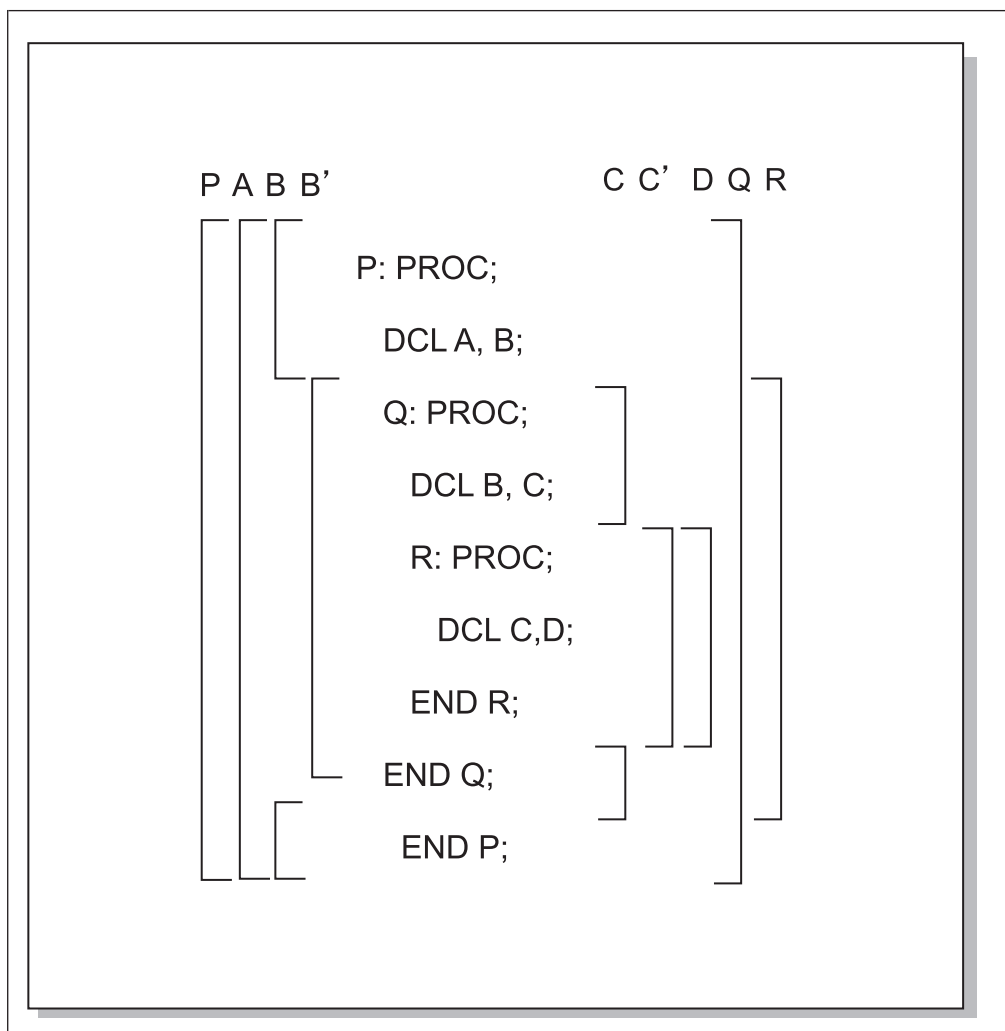 P A B B’ C C’ D Q R
P: PROC;
DCL A, B;
Q: PROC;
DCL B, C;
R: PROC;
DCL C,D;
END R;
END Q;
END P;